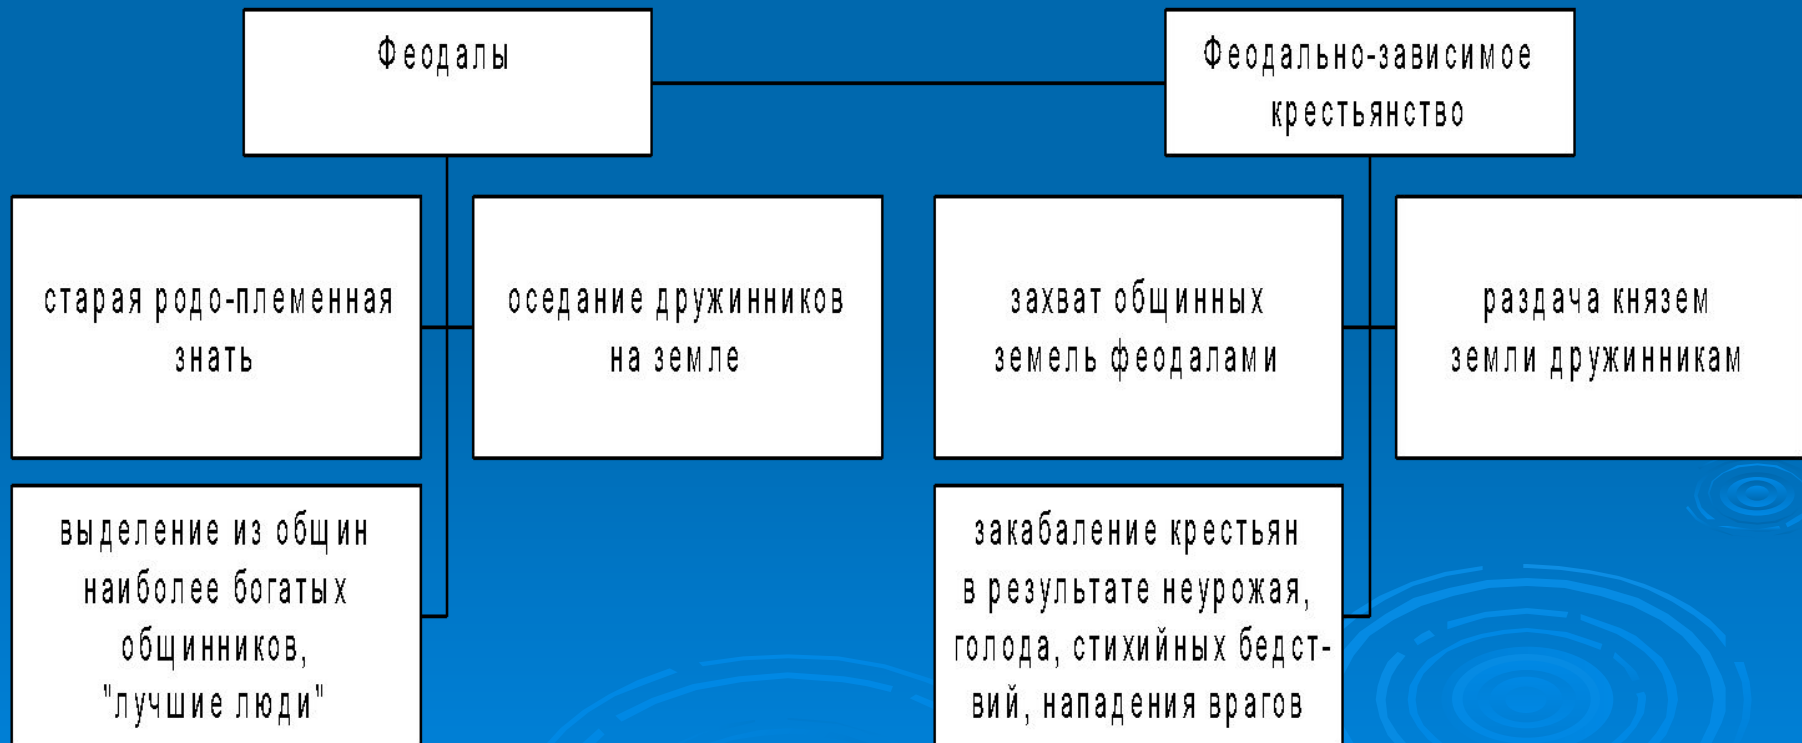 Феодалы
Феодально-зависимое
крестьянство
старая родо-племенная
знать
оседание дружинников
на земле
захват общинных
земель феодалами
раздача князем
земли дружинникам
выделение из общин
наиболее богатых
общинников,
"лучшие люди"
закабаление крестьян
в результате неурожая,
голода, стихийных бедст-
вий, нападения врагов